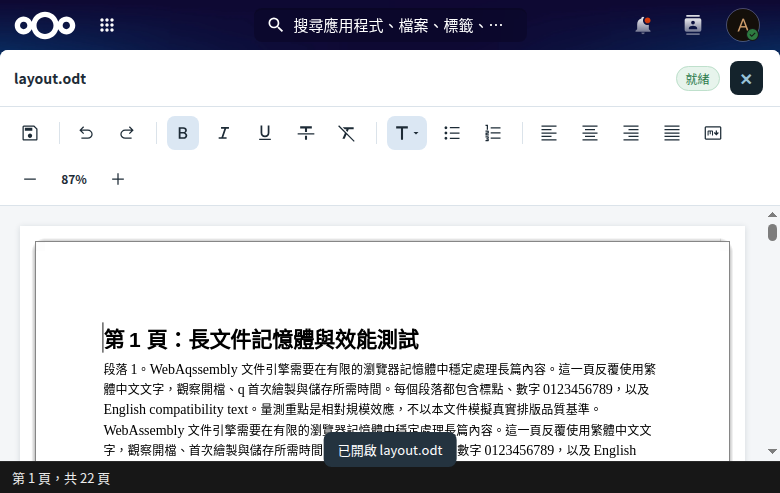 搜尋應用程式、檔案、標籤、…
A
layout.odt
就緒
B I U T
87%
第 1 頁：長文件記憶體與效能測試
段落 1。WebAqssembly 文件引擎需要在有限的瀏覽器記憶體中穩定處理長篇內容。這一頁反覆使用繁
體中文文字，觀察開檔、q 首次繪製與儲存所需時間。每個段落都包含標點、數字 0123456789，以及
English compatibility text。量測重點是相對規模效應，不以本文件模擬真實排版品質基準。
WebAssembly 文件引擎需要在有限的瀏覽器記憶體中穩定處理長篇內容。這一頁反覆使用繁體中文文
字，觀察開檔、首次繪製與儲存所需時間
數字 0123456789，以及 English
已開啟 layout.odt
第 1 頁，共 22 頁